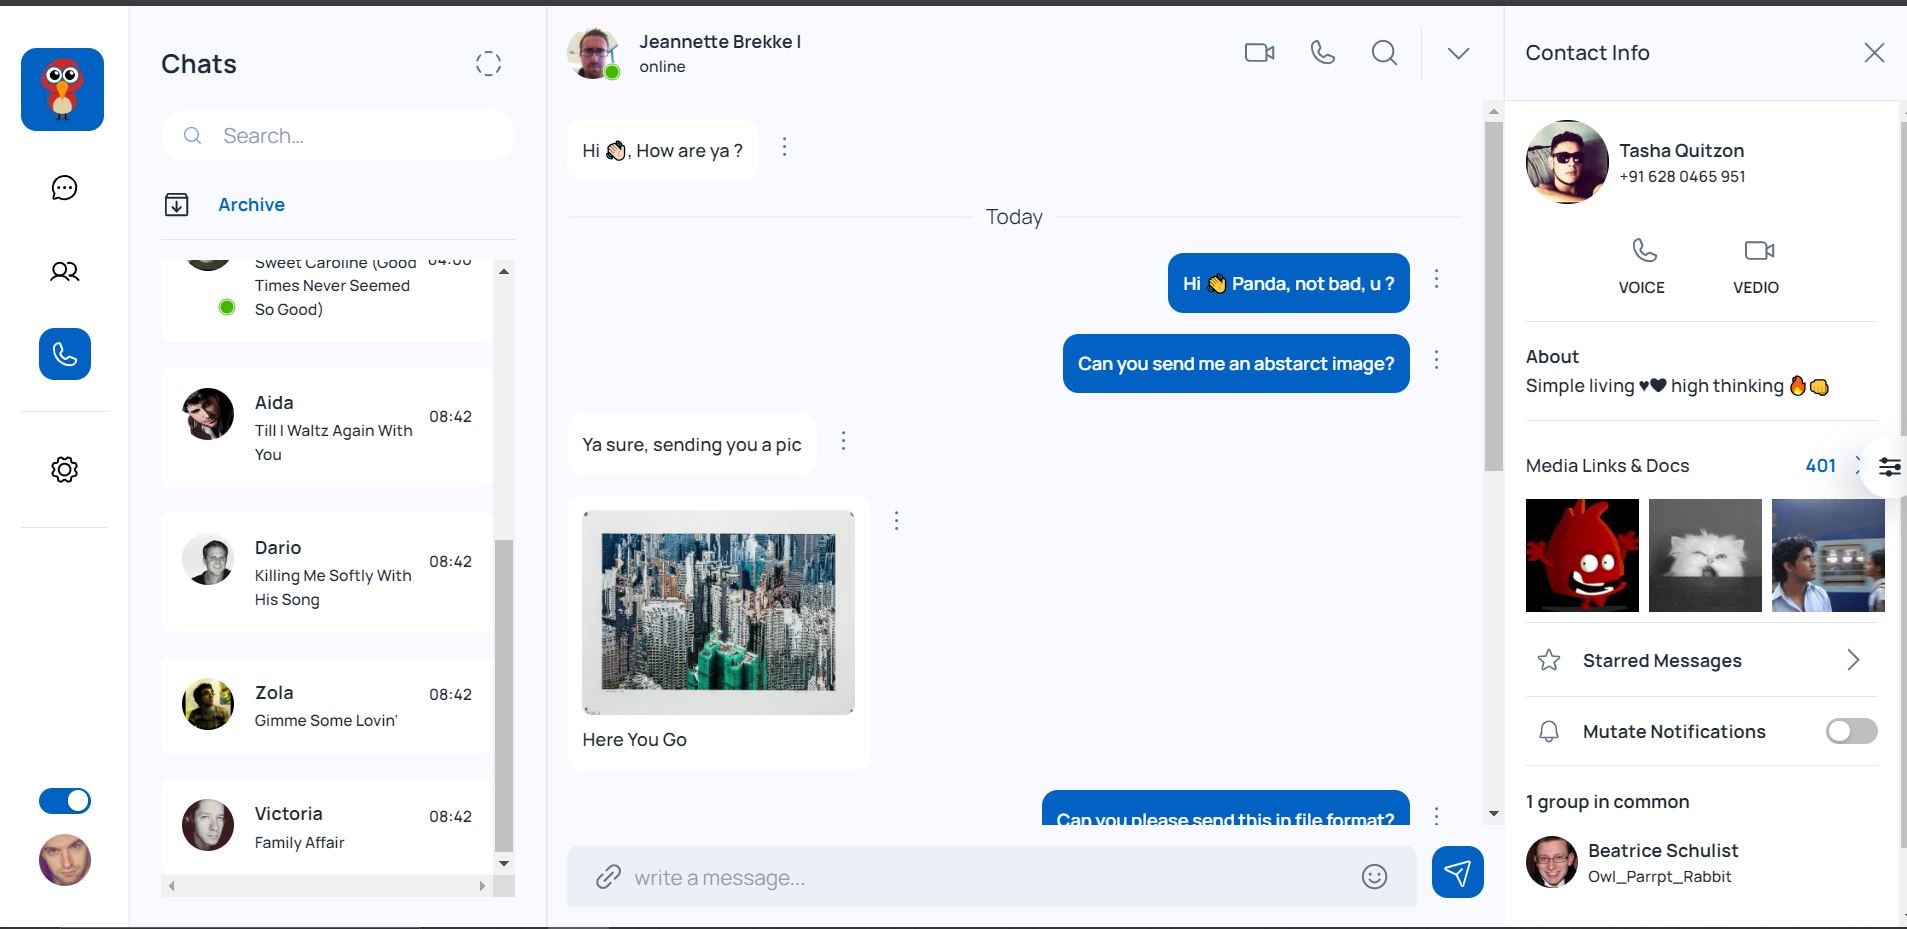 Chats
Search...
Archive
Sweet Caroline (Good
04:00
Times Never Seemed
So Good)
Aida
08:42
Till I Waltz Again With
You
Dario
08:42
Killing Me Softly With
His Song
Zola
08:42
Gimme Some Lovin'
Victoria
08:42
Family Affair
Jeannette Brekke I
online
Hi 👋🏻, How are ya ?
Today
Hi 👋 Panda, not bad, u ?
Can you send me an abstarct image?
Ya sure, sending you a pic
Here You Go
Can you please send this in file format?
write a message...
Contact Info
Tasha Quitzon
+91 628 0465 951
VOICE
VEDIO
About
Simple living ♥🖤 high thinking 🔥👊
Media Links & Docs
401
Starred Messages
Mutate Notifications
1 group in common
Beatrice Schulist
Owl_Parrpt_Rabbit